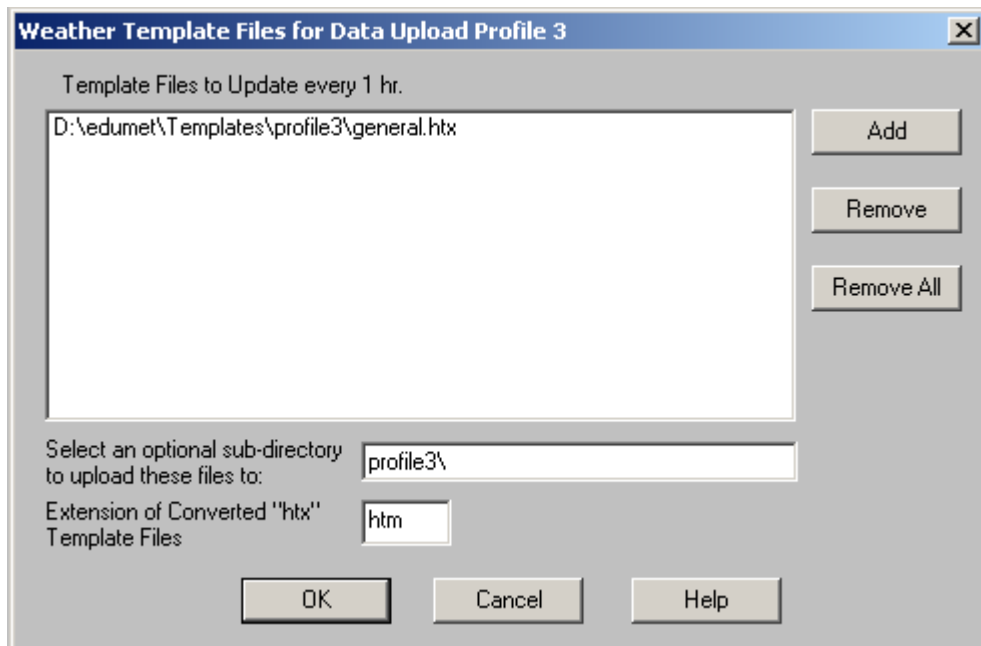 Weather Template Files for Data Upload Profile 3
Template Files to Update every 1 hr.
D:\edumet\Templates\profile3\general.htx
Add
Remove
Remove All
Select an optional sub-directory
to upload these files to:
profile3\
Extension of Converted "htx"
Template Files
htm
OK
Cancel
Help